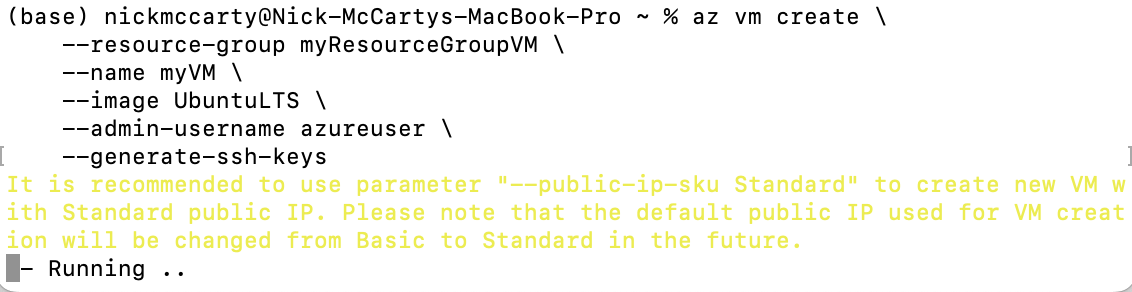 (base) nickmccarty@Nick-McCartys-MacBook-Pro ~ % az vm create \
    --resource-group myResourceGroupVM \
    --name myVM \
    --image UbuntuLTS \
    --admin-username azureuser \
    --generate-ssh-keys
It is recommended to use parameter "--public-ip-sku Standard" to create new VM w
ith Standard public IP. Please note that the default public IP used for VM creat
ion will be changed from Basic to Standard in the future.
- Running ..